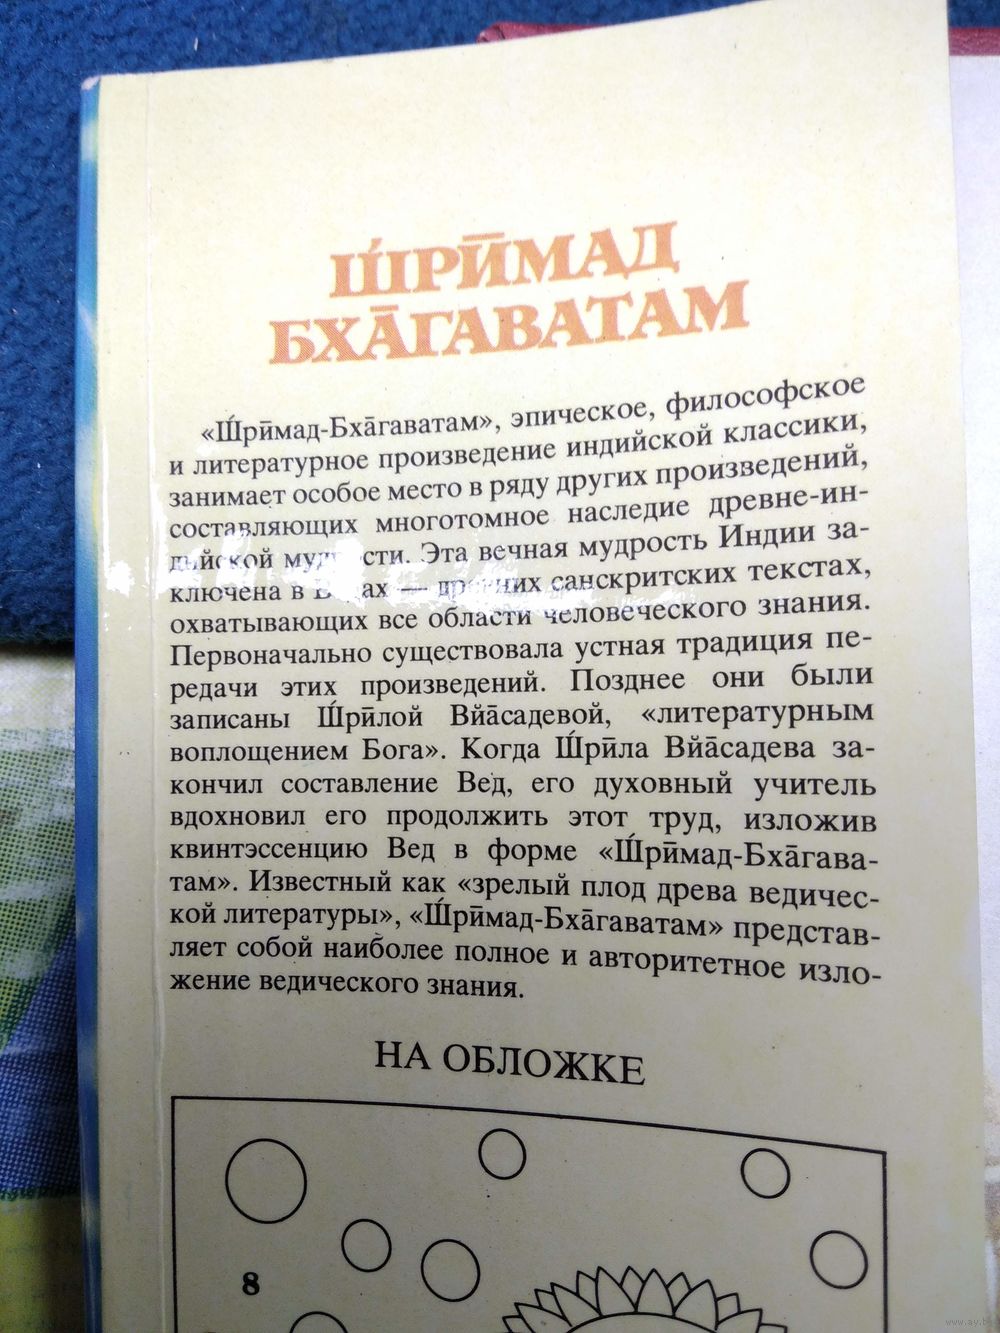 Ш́РӢМАД
БХА̄ГАВАТАМ
«Ш́рӣмад-Бха̄гаватам», эпическое, философское
и литературное произведение индийской классики,
занимает особое место в ряду других произведений,
составляющих многотомное наследие древне-ин-
дийской мудрости. Эта вечная мудрость Индии за-
ключена в Ведах — древних санскритских текстах,
охватывающих все области человеческого знания.
Первоначально существовала устная традиция пе-
редачи этих произведений. Позднее они были
записаны Ш́рӣлой Вйа̄садевой, «литературным
воплощением Бога». Когда Ш́рӣла Вйа̄садева за-
кончил составление Вед, его духовный учитель
вдохновил его продолжить этот труд, изложив
квинтэссенцию Вед в форме «Ш́рӣмад-Бха̄гава-
там». Известный как «зрелый плод древа ведичес-
кой литературы», «Ш́рӣмад-Бха̄гаватам» представ-
ляет собой наиболее полное и авторитетное изло-
жение ведического знания.
НА ОБЛОЖКЕ
8